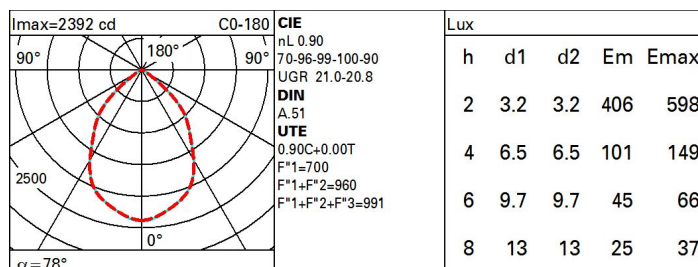 Imax=2392 cd C0-180
90° 180° 90°
2500
0°
α=78°
CIE
nL 0.90
70-96-99-100-90
UGR 21.0-20.8
DIN
A.51
UTE
0.90C+0.00T
F"1=700
F"1+F"2=960
F"1+F"2+F"3=991
Lux
h d1 d2 Em Emax
2 3.2 3.2 406 598
4 6.5 6.5 101 149
6 9.7 9.7 45 66
8 13 13 25 37